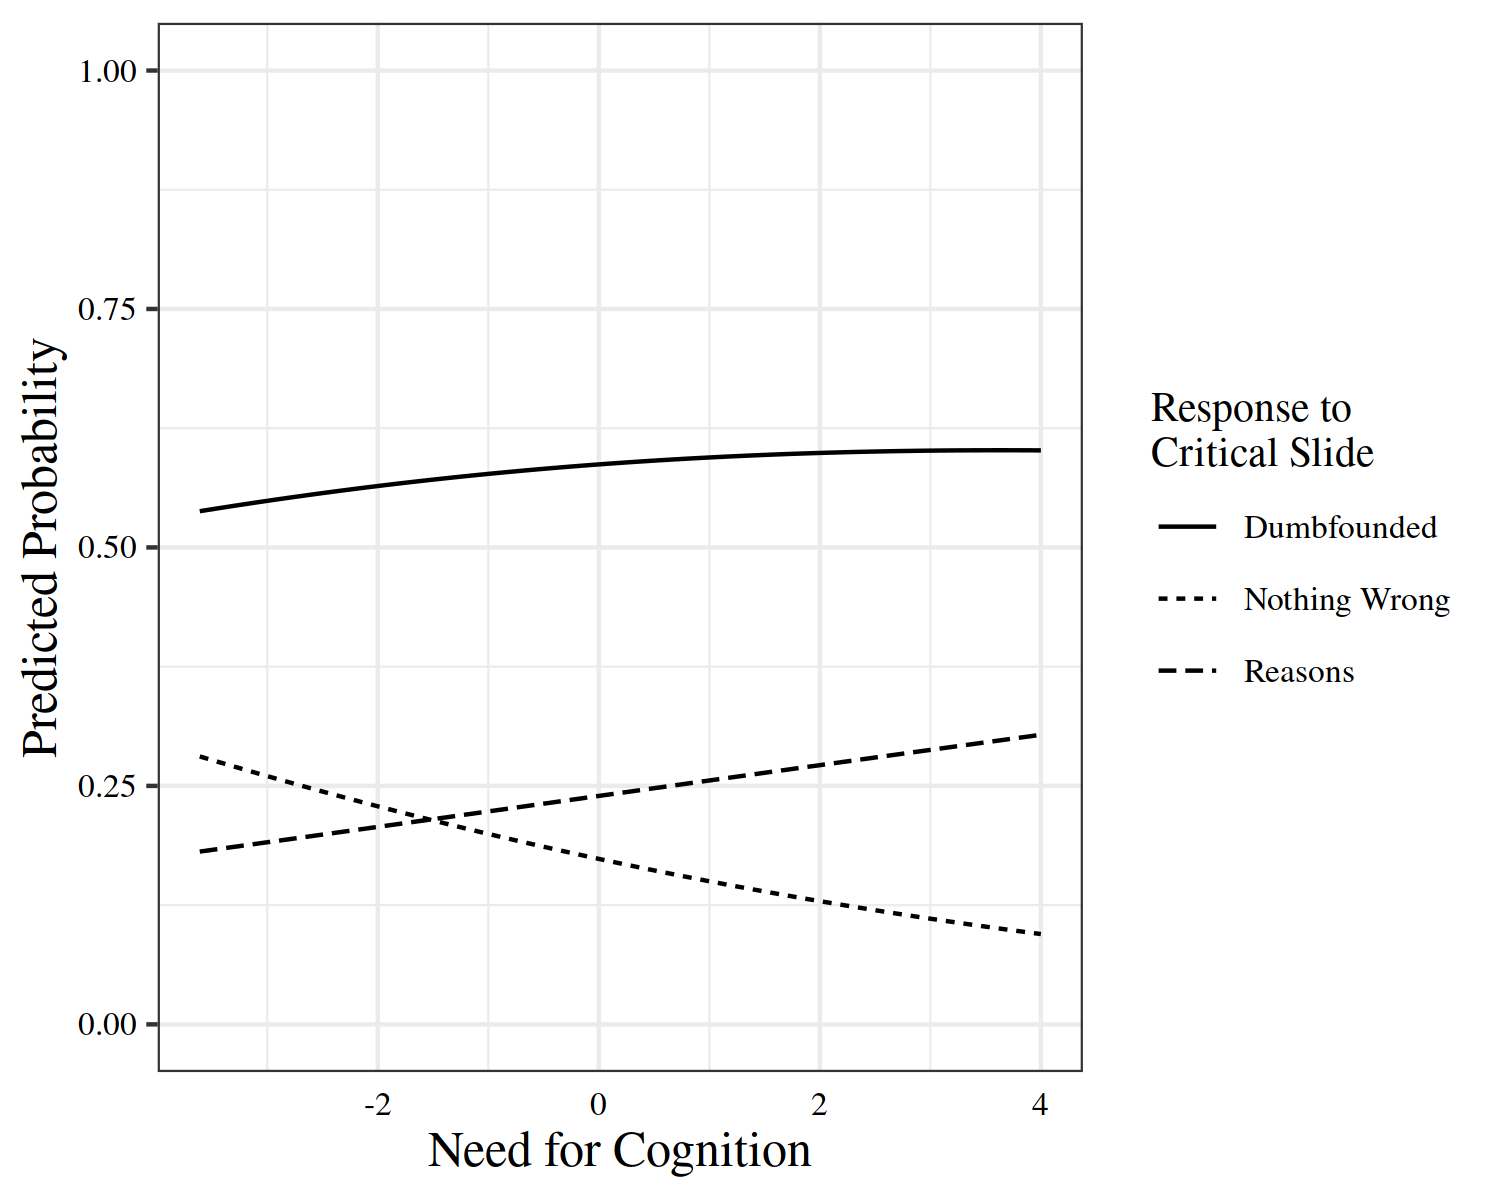 1.00
0.75
0.50
0.25
0.00
Predicted Probability
-2
0
2
4
Need for Cognition
Response to
Critical Slide
Dumbfounded
Nothing Wrong
Reasons